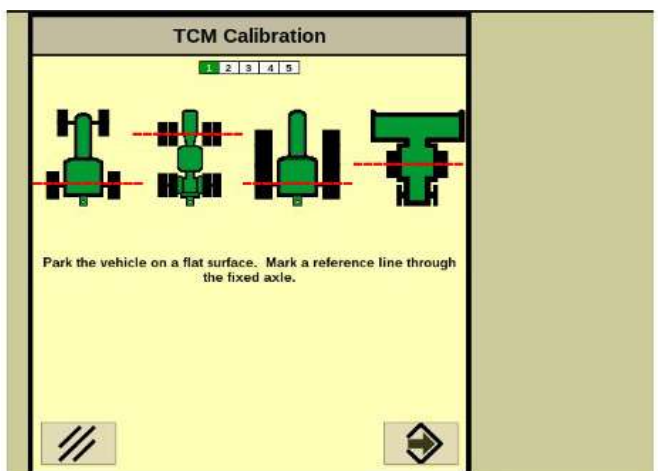 TCM Calibration
1 2 3 4 5
Park the vehicle on a flat surface. Mark a reference line through
the fixed axle.